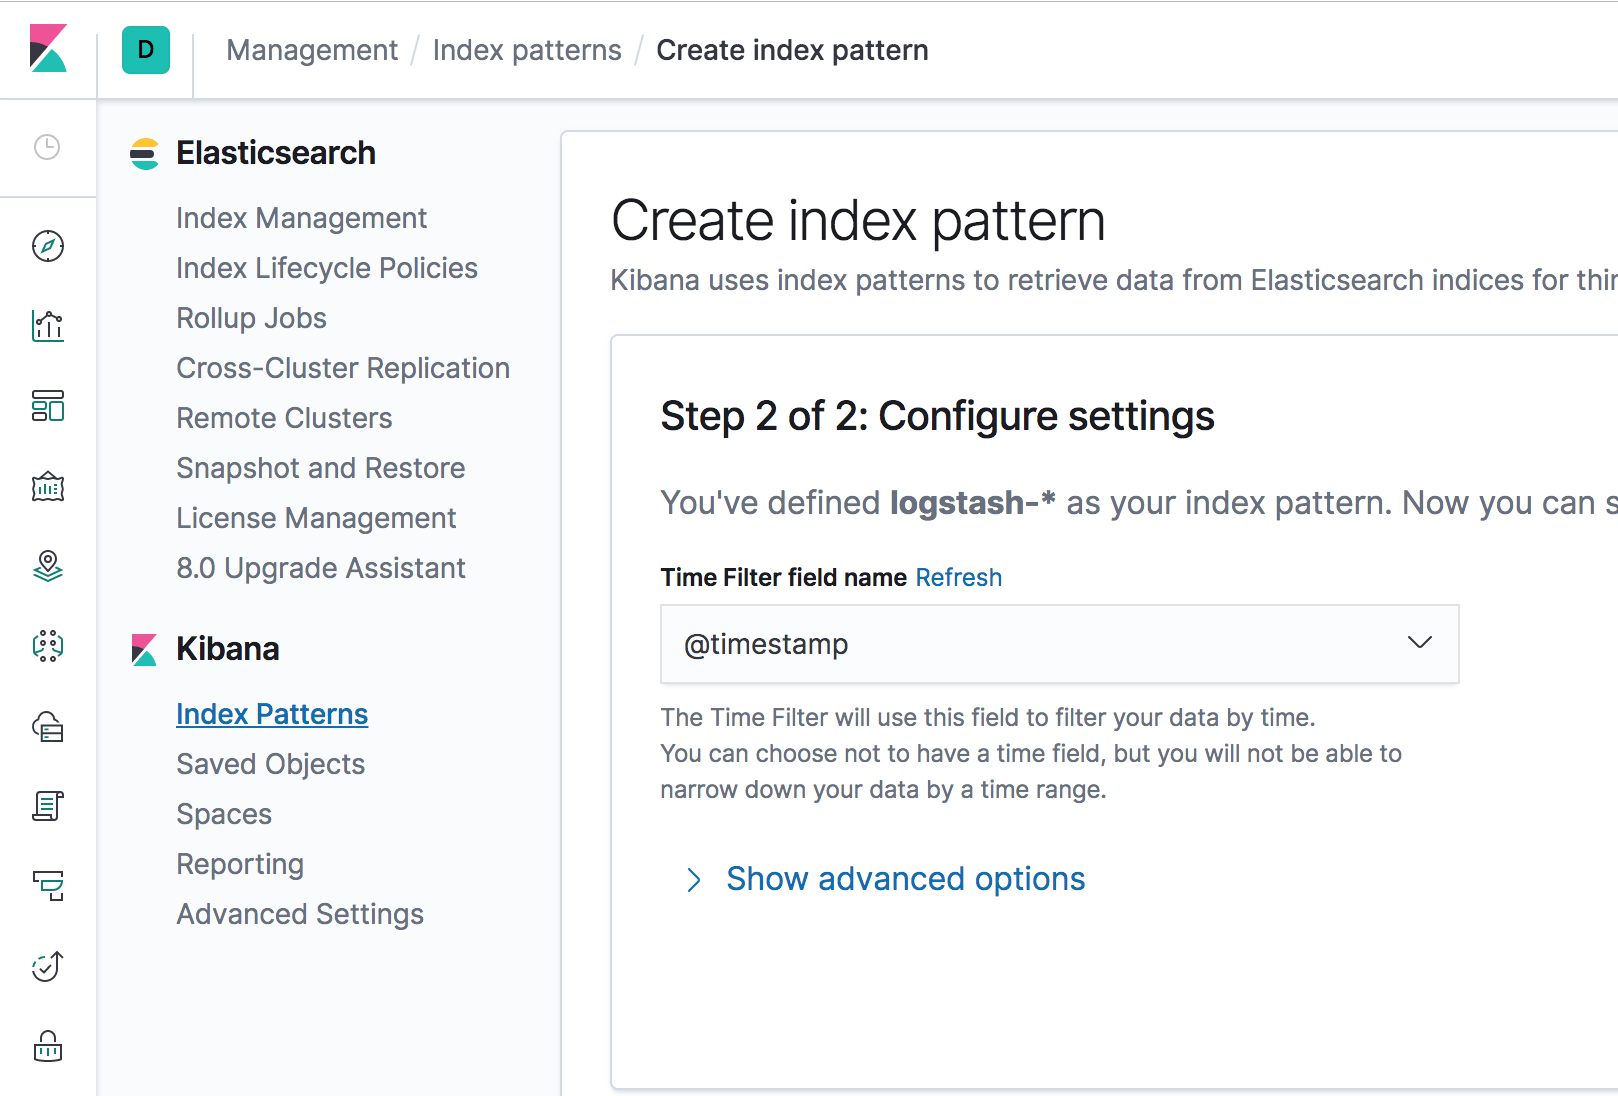 D
Management / Index patterns / Create index pattern
Elasticsearch
Index Management
Index Lifecycle Policies
Rollup Jobs
Cross-Cluster Replication
Remote Clusters
Snapshot and Restore
License Management
8.0 Upgrade Assistant
Kibana
Index Patterns
Saved Objects
Spaces
Reporting
Advanced Settings
Create index pattern
Kibana uses index patterns to retrieve data from Elasticsearch indices for
Step 2 of 2: Configure settings
You've defined logstash-* as your index pattern. Now you can
Time Filter field name Refresh
@timestamp
The Time Filter will use this field to filter your data by time.
You can choose not to have a time field, but you will not be able to
narrow down your data by a time range.
Show advanced options